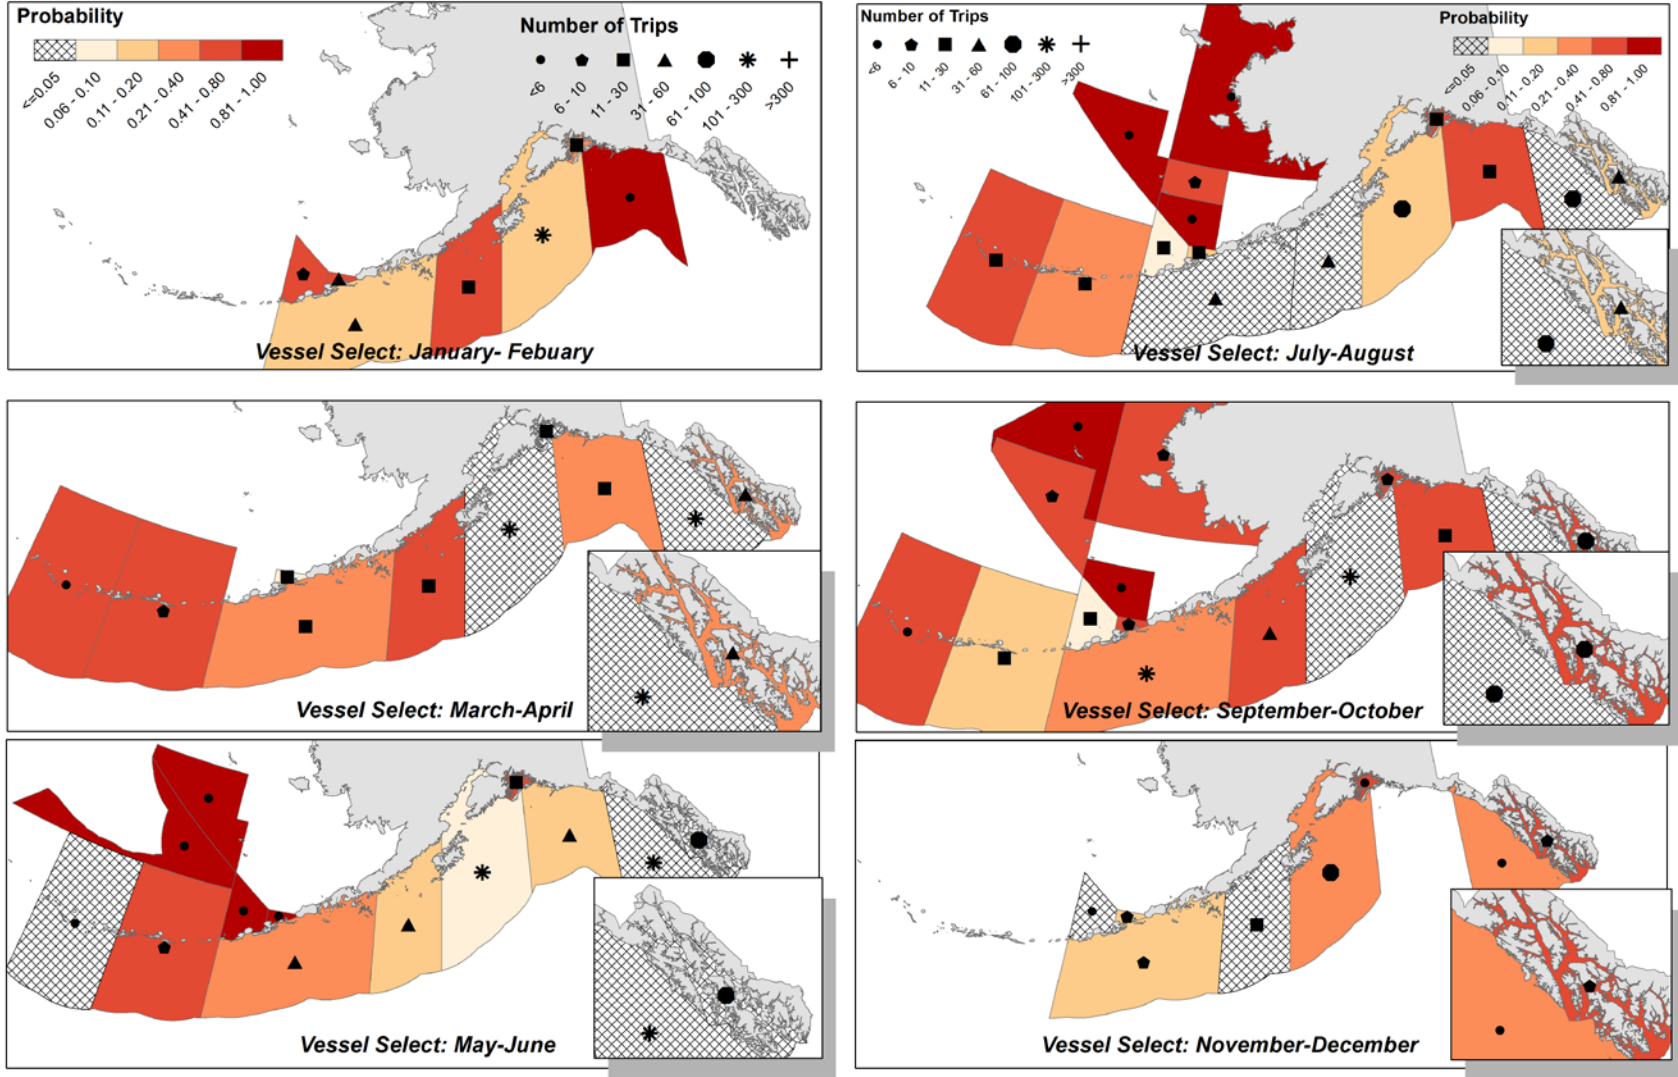 Probability
<=0.05
0.06 - 0.10
0.11 - 0.20
0.21 - 0.40
0.41 - 0.80
0.81 - 1.00
Number of Trips
<6
6 - 10
11 - 30
31 - 60
61 - 100
101 - 300
>300
Vessel Select: January- Febuary
Number of Trips
<6
6 - 10
11 - 30
31 - 60
61 - 100
101 - 300
>300
Probability
<=0.05
0.06 - 0.10
0.11 - 0.20
0.21 - 0.40
0.41 - 0.80
0.81 - 1.00
Vessel Select: July-August
Vessel Select: March-April
Vessel Select: September-October
Vessel Select: May-June
Vessel Select: November-December